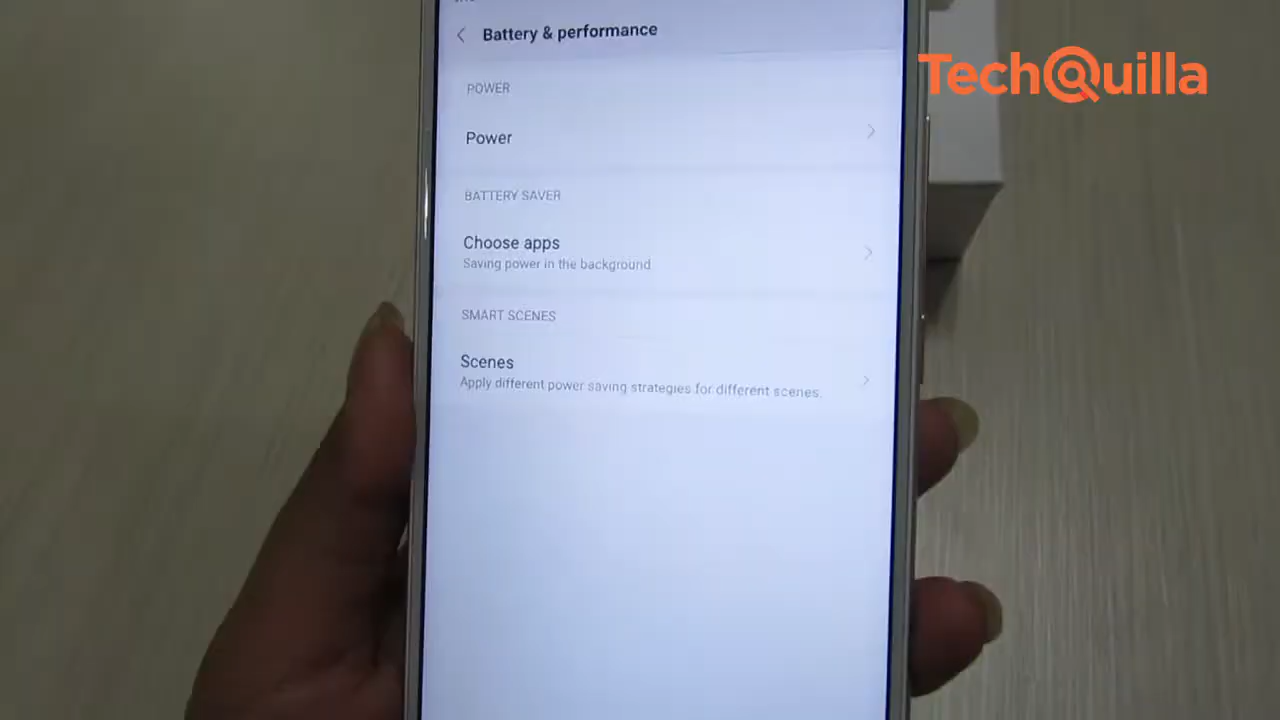 Battery & performance
TechQuilla
POWER
Power
BATTERY SAVER
Choose apps
Saving power in the background
SMART SCENES
Scenes
Apply different power saving strategies for different scenes.